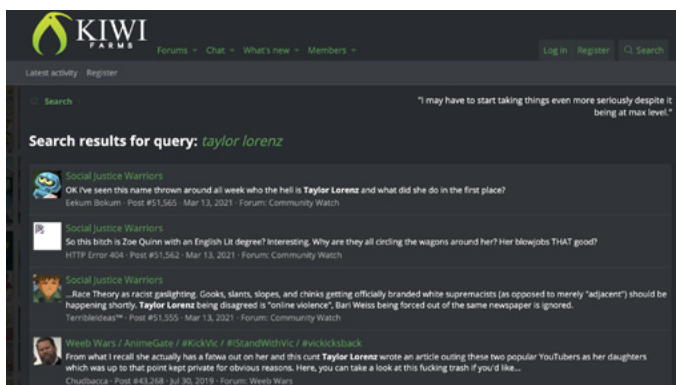 KIWI
FARMS
Forums Chat What's new Members Log in Register Search
Latest activity Register
Search
"I may have to start taking things even more seriously despite it
being at max level."
Search results for query: taylor lorenz
Social Justice Warriors
OK I've seen this name thrown around all week who the hell is Taylor Lorenz and what did she do in the first place?
Eekum Bokum · Post #51,565 · Mar 13, 2021 · Forum: Community Watch
Social Justice Warriors
So this bitch is Zoe Quinn with an English Lit degree? Interesting. Why are they all circling the wagons around her? Her blowjobs THAT good?
HTTP Error 404 · Post #51,562 · Mar 13, 2021 · Forum: Community Watch
Social Justice Warriors
...Race Theory as racist gaslighting. Gooks, slants, slopes, and chinks getting officially branded white supremacists (as opposed to merely "adjacent") should be
happening shortly. Taylor Lorenz being disagreed is "online violence", Bari Weiss being forced out of the same newspaper is ignored.
Terribleideas™ · Post #51,555 · Mar 13, 2021 · Forum: Community Watch
Weeb Wars / AnimeGate / #KickVic / #IStandWithVic / #vickicksback
From what I recall she actually has a fatwa out on her and this cunt Taylor Lorenz wrote an article outing these two popular YouTubers as her daughters
which was up to that point kept private for obvious reasons. Here, you can take a look at this fucking trash if you'd like...
Chudbacca · Post #43,268 · Jul 30, 2019 · Forum: Weeb Wars